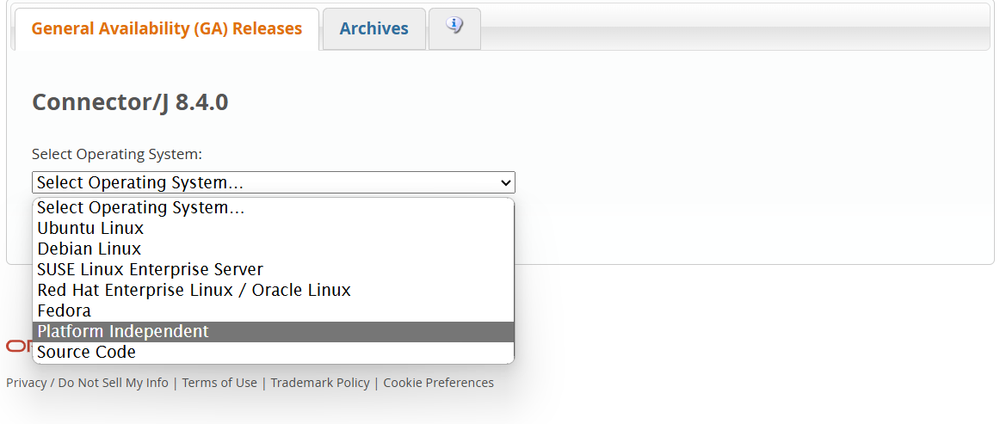 General Availability (GA) Releases Archives
Connector/J 8.4.0
Select Operating System:
Select Operating System…
Select Operating System…
Ubuntu Linux
Debian Linux
SUSE Linux Enterprise Server
Red Hat Enterprise Linux / Oracle Linux
Fedora
Platform Independent
Source Code
Privacy / Do Not Sell My Info | Terms of Use | Trademark Policy | Cookie Preferences